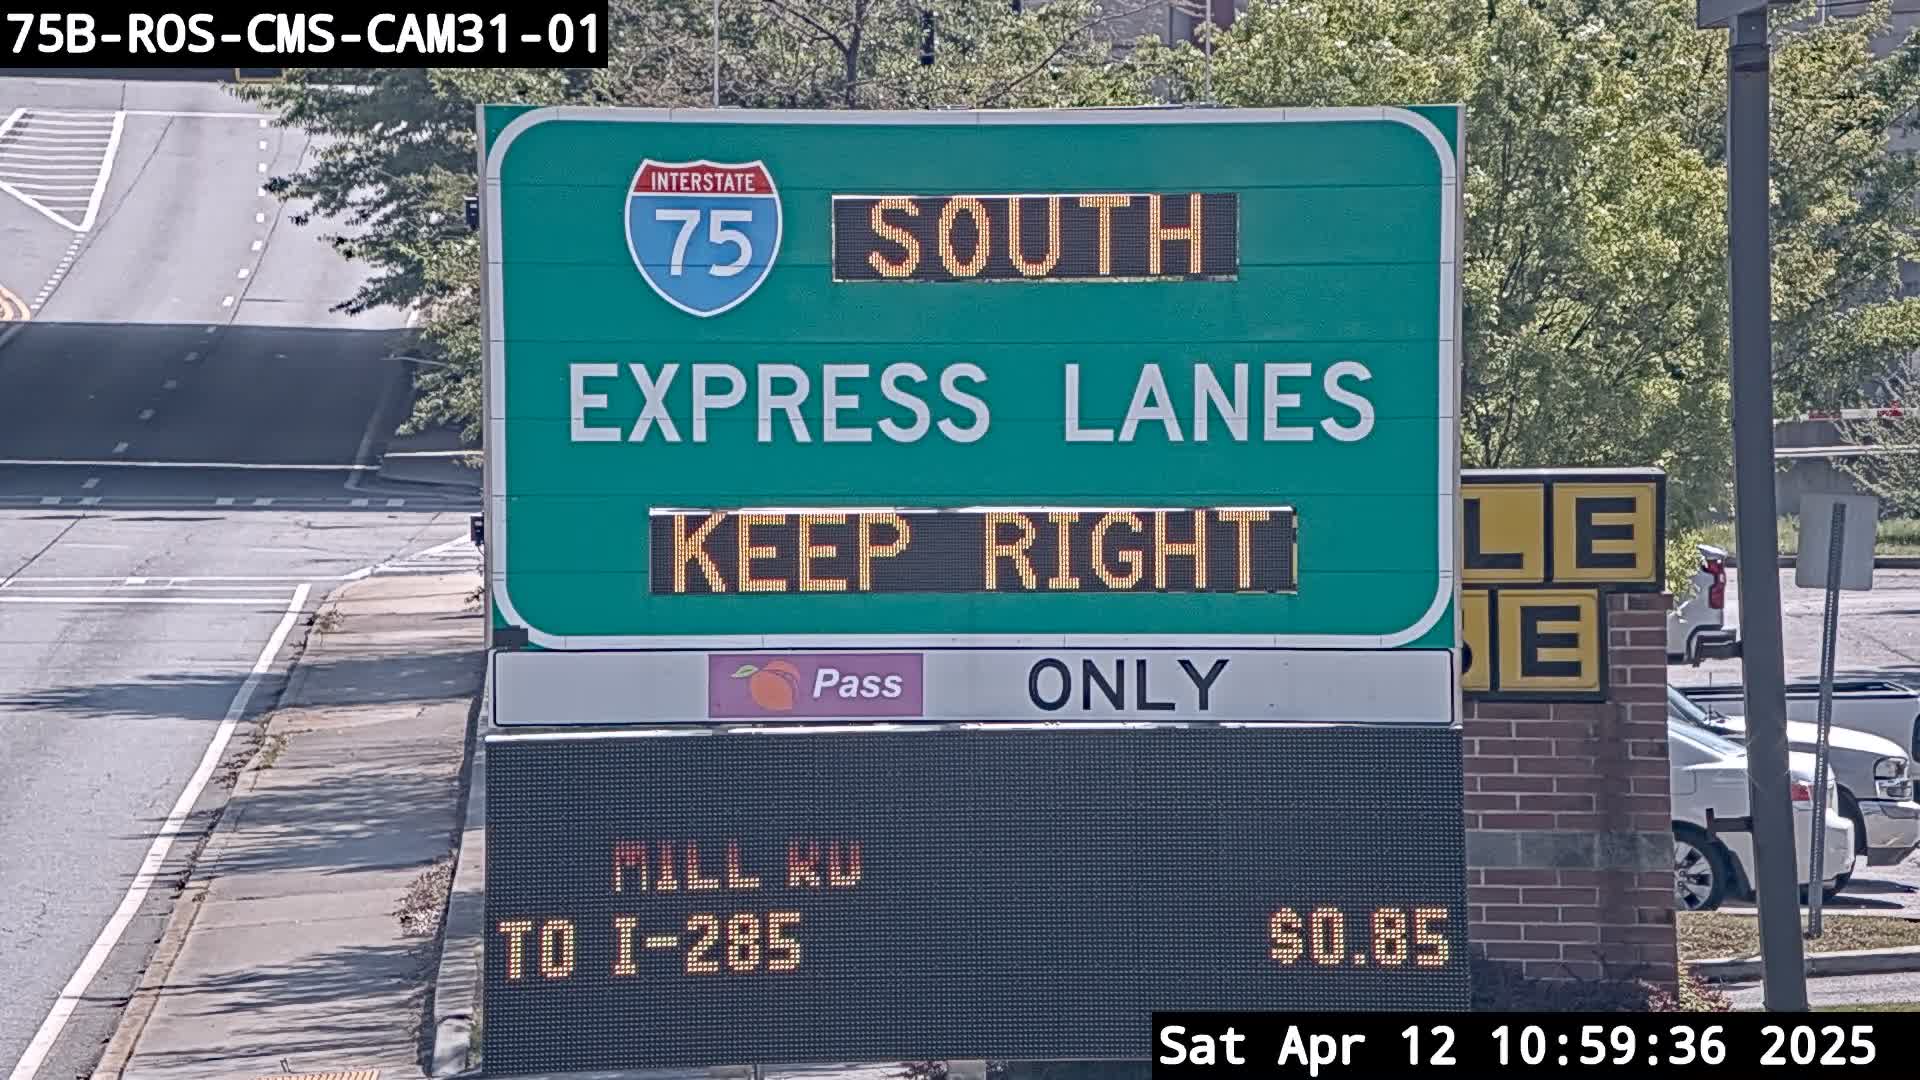 75B-ROS-CMS-CAM31-01
INTERSTATE
75
SOUTH
EXPRESS LANES
KEEP RIGHT
Pass ONLY
MILL
TO I-285 $0.85
LE
E
Sat Apr 12 10:59:36 2025